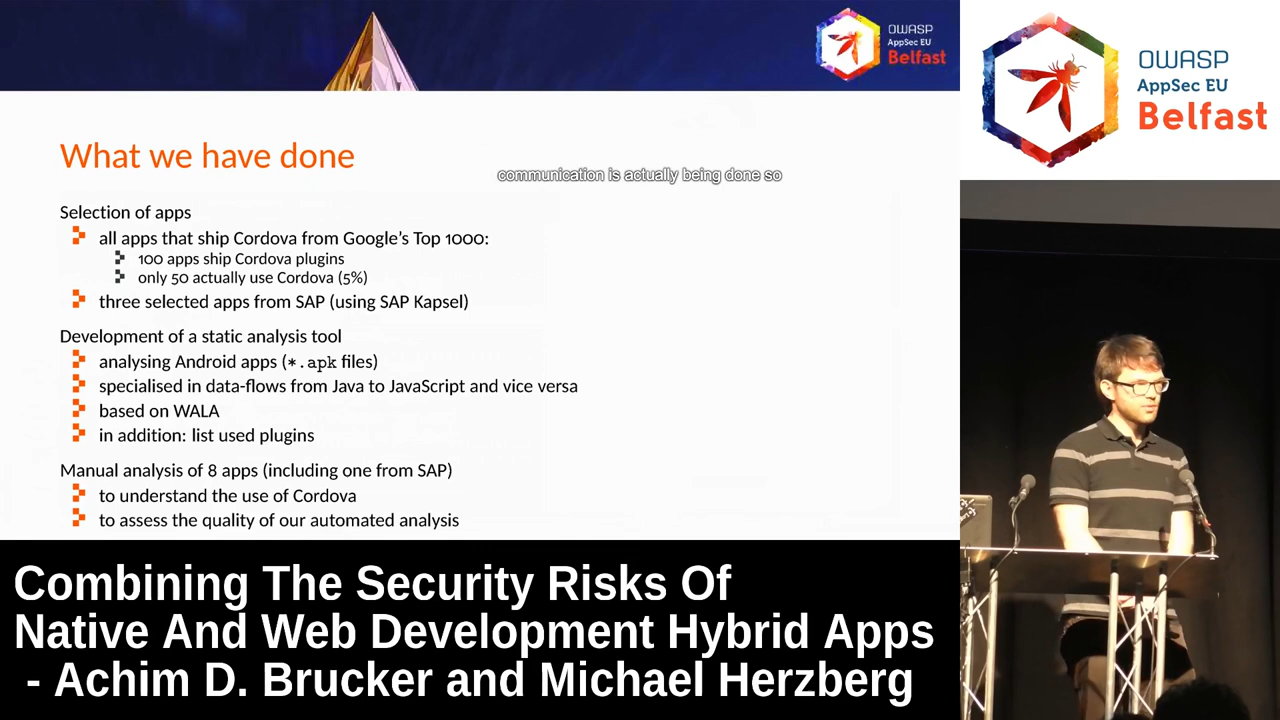 OWASP
AppSec EU
Belfast
OWASP
AppSec EU
Belfast
What we have done
communication is actually being done so
Selection of apps
all apps that ship Cordova from Google's Top 1000:
100 apps ship Cordova plugins
only 50 actually use Cordova (5%)
three selected apps from SAP (using SAP Kapsel)
Development of a static analysis tool
analysing Android apps (*.apk files)
specialised in data-flows from Java to JavaScript and vice versa
based on WALA
in addition: list used plugins
Manual analysis of 8 apps (including one from SAP)
to understand the use of Cordova
to assess the quality of our automated analysis
Combining The Security Risks Of
Native And Web Development Hybrid Apps
- Achim D. Brucker and Michael Herzberg